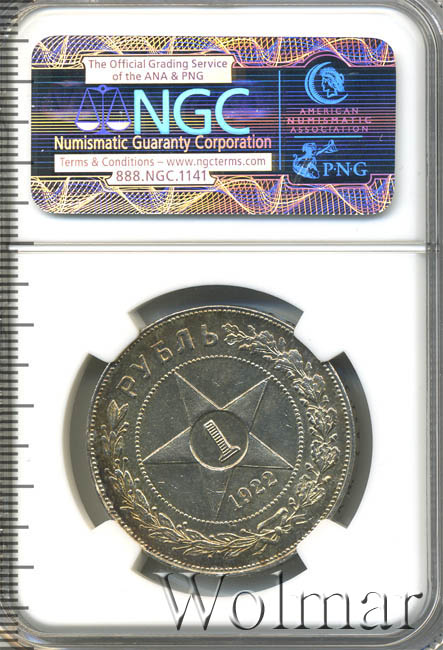 The Official Grading Service
of the ANA & PNG
NGC
Numismatic Guaranty Corporation
Terms & Conditions – www.ngcterms.com
888.NGC.1141
AMERICAN
NUMISMATIC
ASSOCIATION
PNG
РУБЛЬ
1
1922
Wolmar